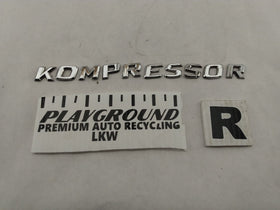 KOMPRESSOR
PLAYGROUND
PREMIUM AUTO RECYCLING
LKW
R